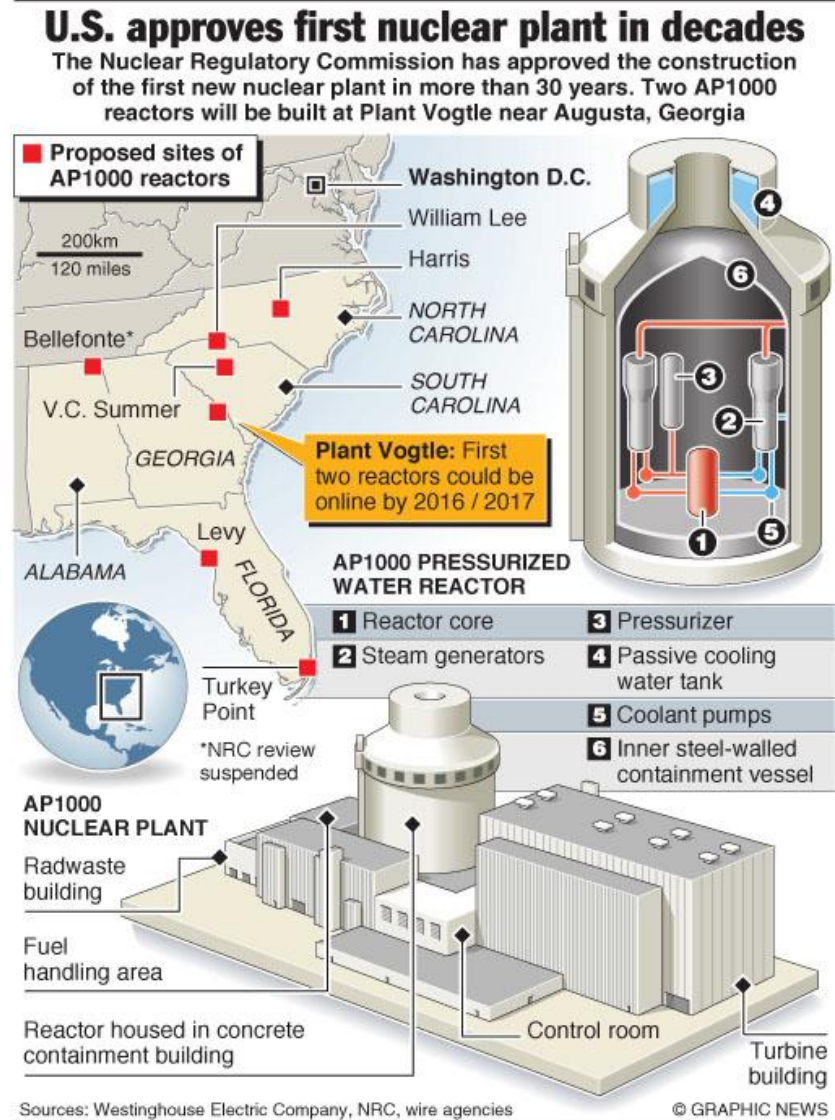 U.S. approves first nuclear plant in decades
The Nuclear Regulatory Commission has approved the construction
of the first new nuclear plant in more than 30 years. Two AP1000
reactors will be built at Plant Vogtle near Augusta, Georgia
Proposed sites of
AP1000 reactors
200km
120 miles
Washington D.C.
William Lee
Harris
NORTH
CAROLINA
SOUTH
CAROLINA
Bellefonte*
V.C. Summer
GEORGIA
Plant Vogtle: First
two reactors could be
online by 2016 / 2017
ALABAMA
Levy
FLORIDA
Turkey
Point
*NRC review
suspended
4
6
3
2
1
5
AP1000 PRESSURIZED
WATER REACTOR
1 Reactor core
2 Steam generators
3 Pressurizer
4 Passive cooling
water tank
5 Coolant pumps
6 Inner steel-walled
containment vessel
AP1000
NUCLEAR PLANT
Radwaste
building
Fuel
handling area
Reactor housed in concrete
containment building
Control room
Turbine
building
Sources: Westinghouse Electric Company, NRC, wire agencies
© GRAPHIC NEWS